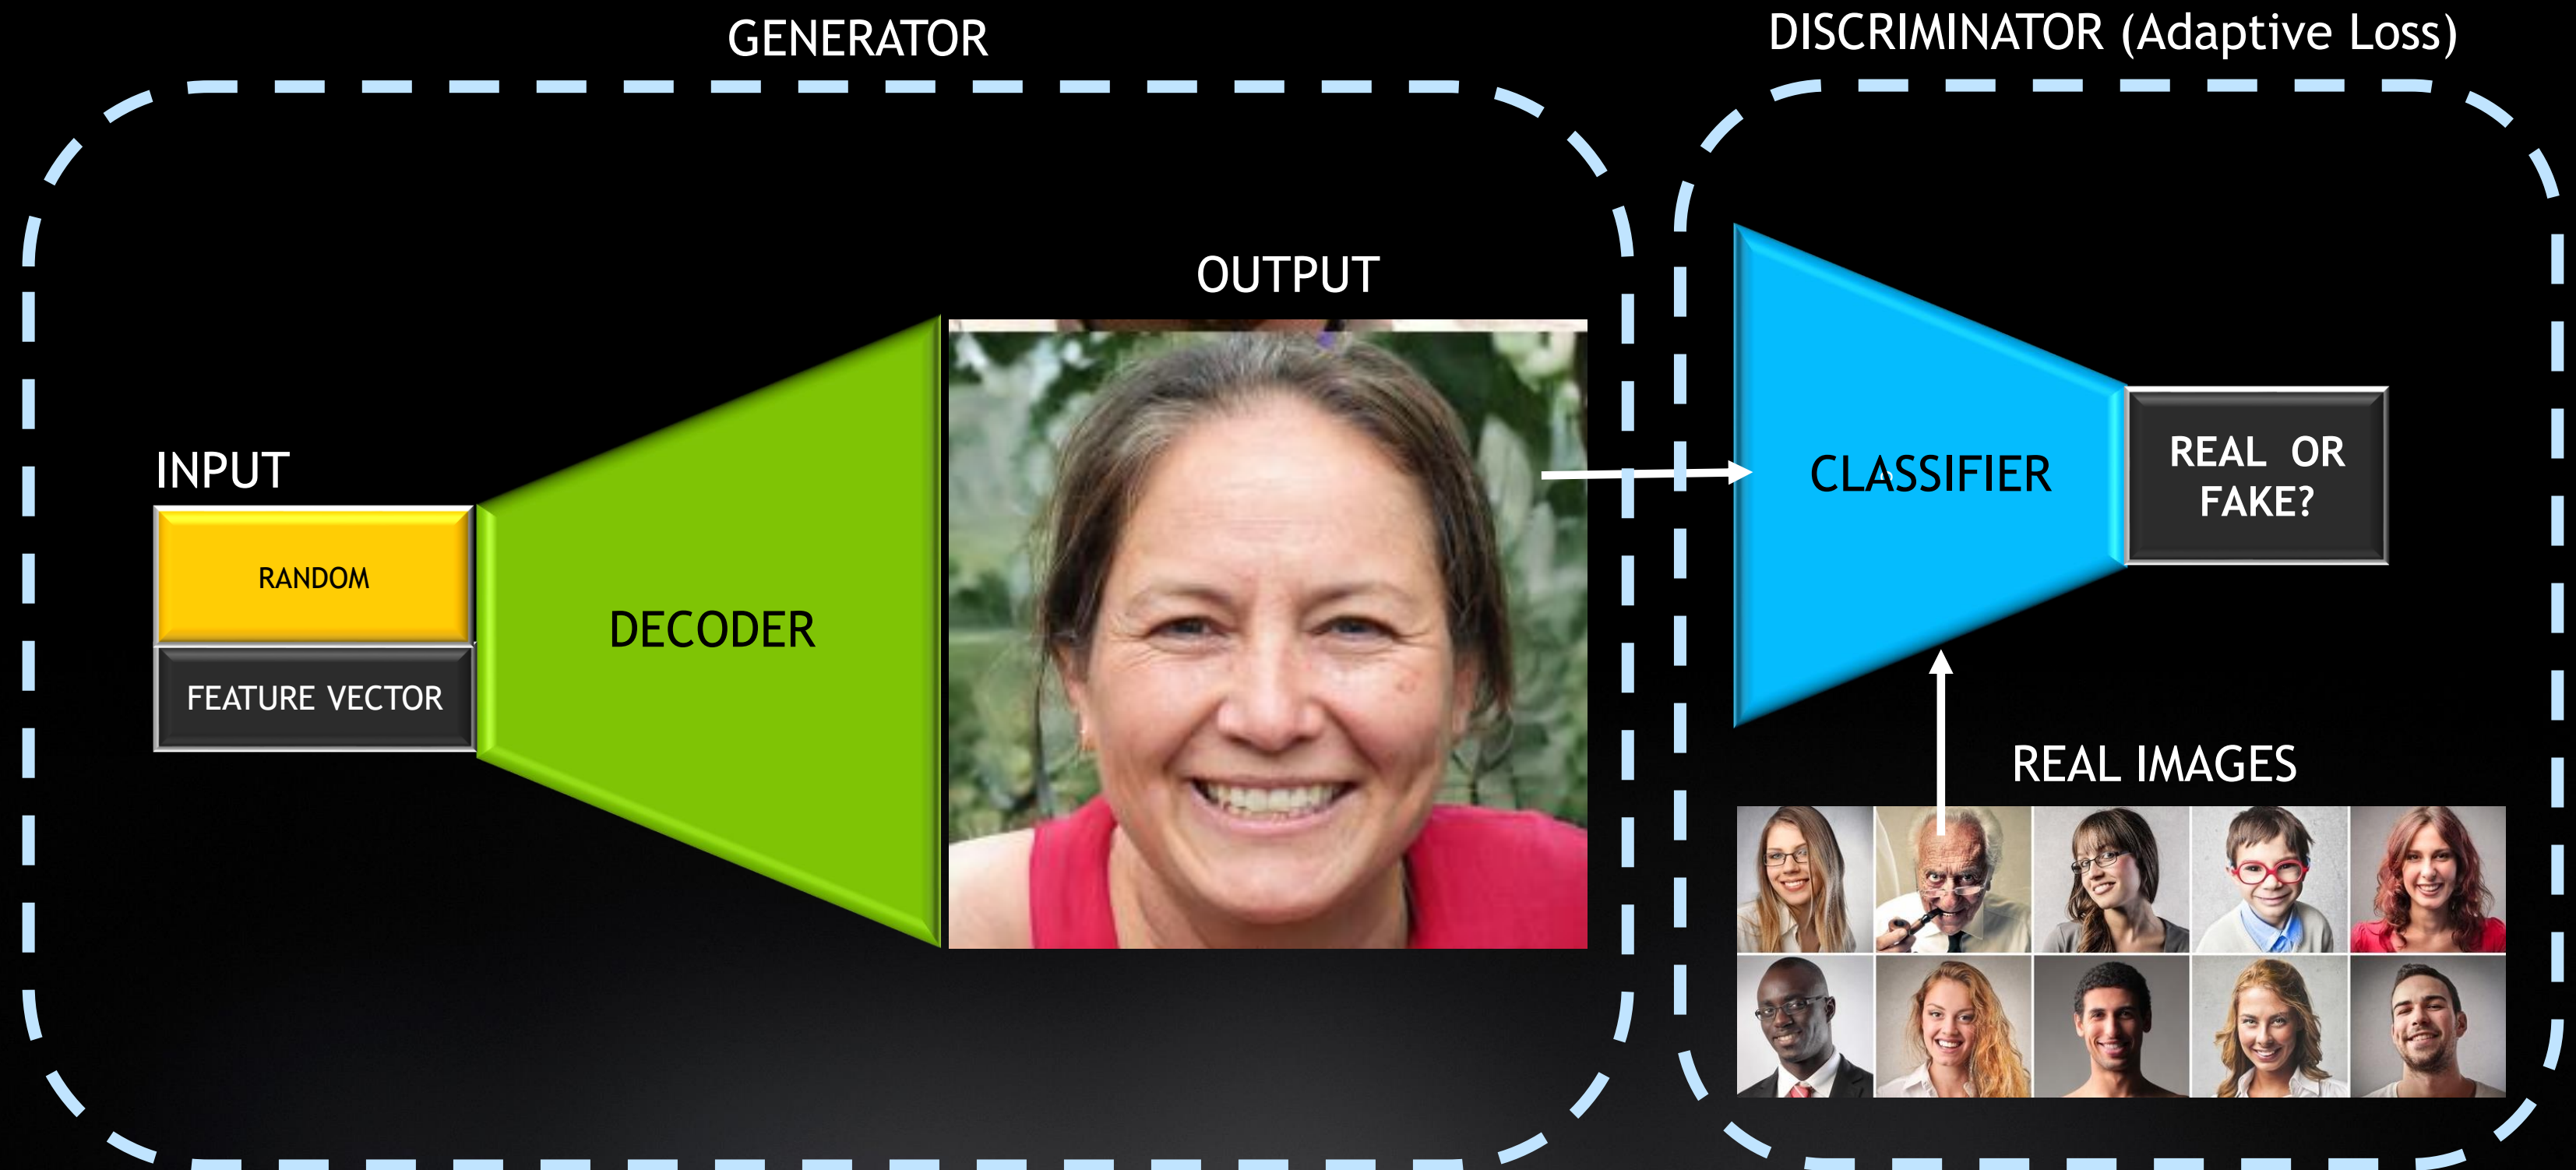 GENERATOR
DISCRIMINATOR (Adaptive Loss)
OUTPUT
INPUT
RANDOM
FEATURE VECTOR
DECODER
CLASSIFIER
REAL OR
FAKE?
REAL IMAGES